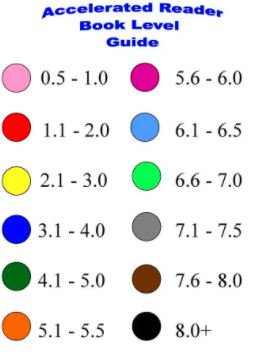 Accelerated Reader
Book Level
Guide
0.5 - 1.0
1.1 - 2.0
2.1 - 3.0
3.1 - 4.0
4.1 - 5.0
5.1 - 5.5
5.6 - 6.0
6.1 - 6.5
6.6 - 7.0
7.1 - 7.5
7.6 - 8.0
8.0+